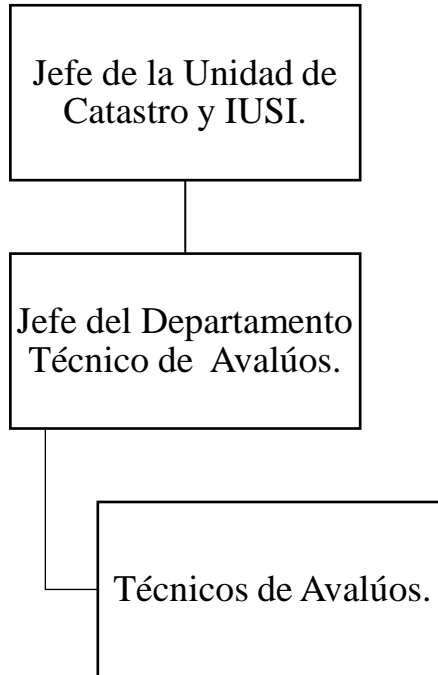 Jefe de la Unidad de
Catastro y IUSI.
Jefe del Departamento
Técnico de  Avalúos.
Técnicos de Avalúos.